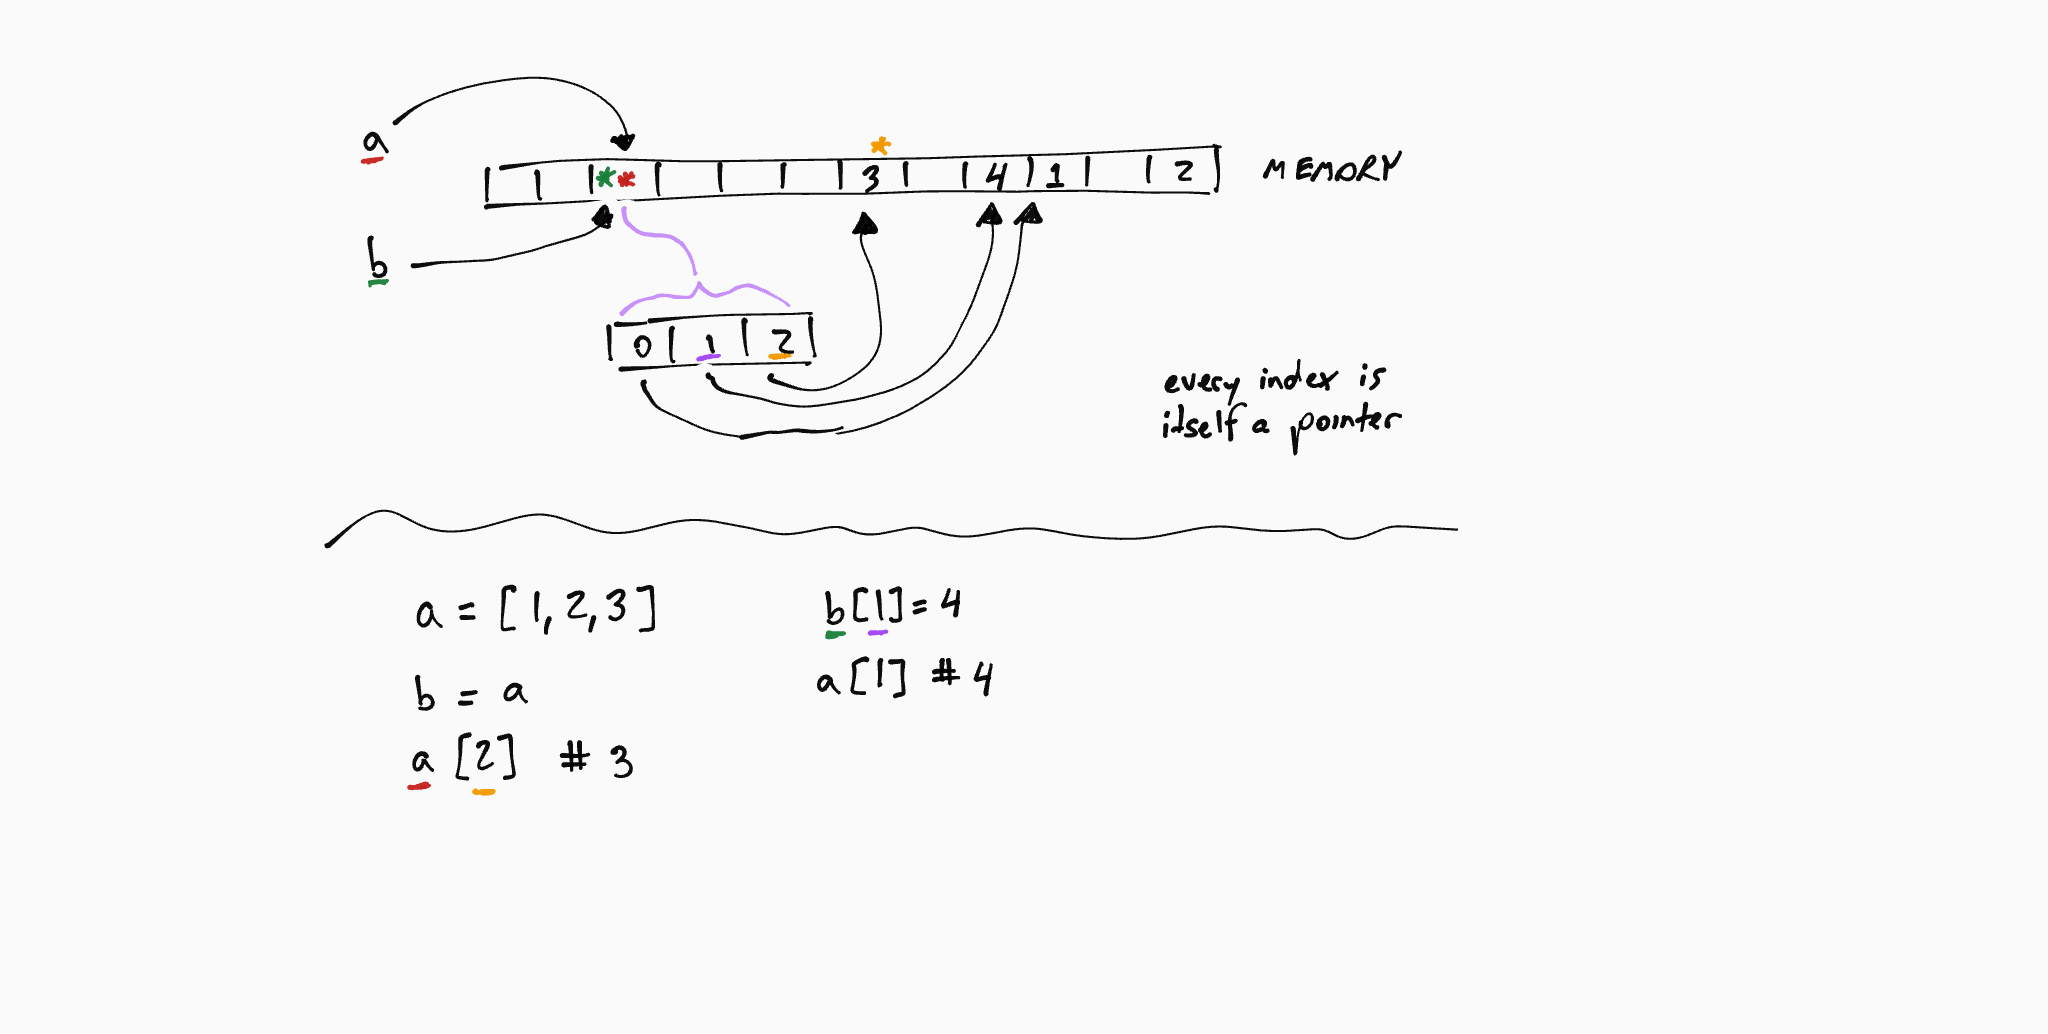 a
*
** 3 4 1 2
MEMORY
b
0 1 2
every index is
itself a pointer
a = [1, 2, 3]
b = a
a [2] # 3
b[1] = 4
a[1] # 4